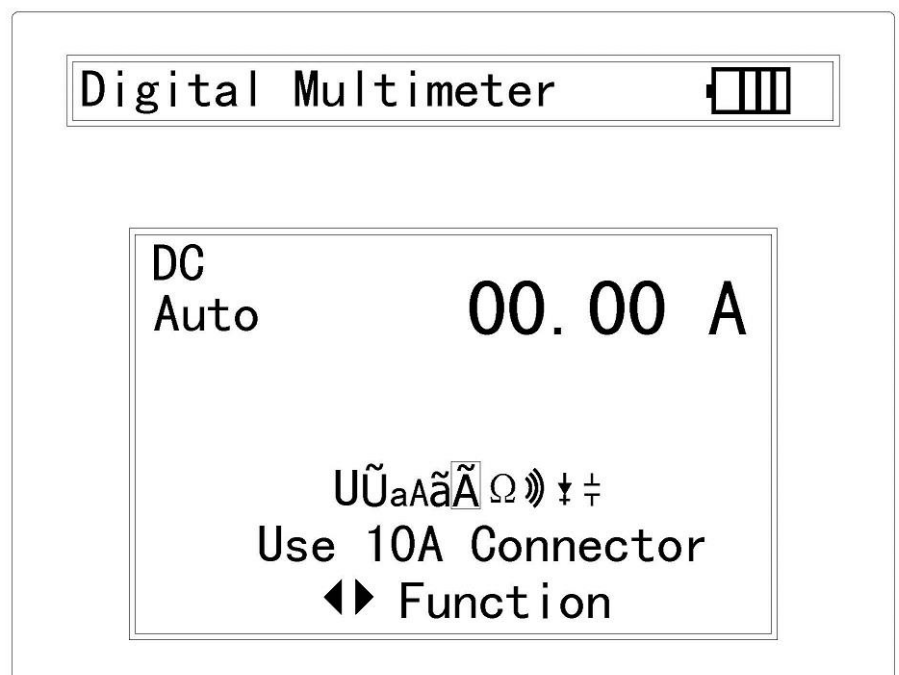 Digital Multimeter
DC
Auto
00.00 A
UŨaAãÃΩ
Use 10A Connector
Function